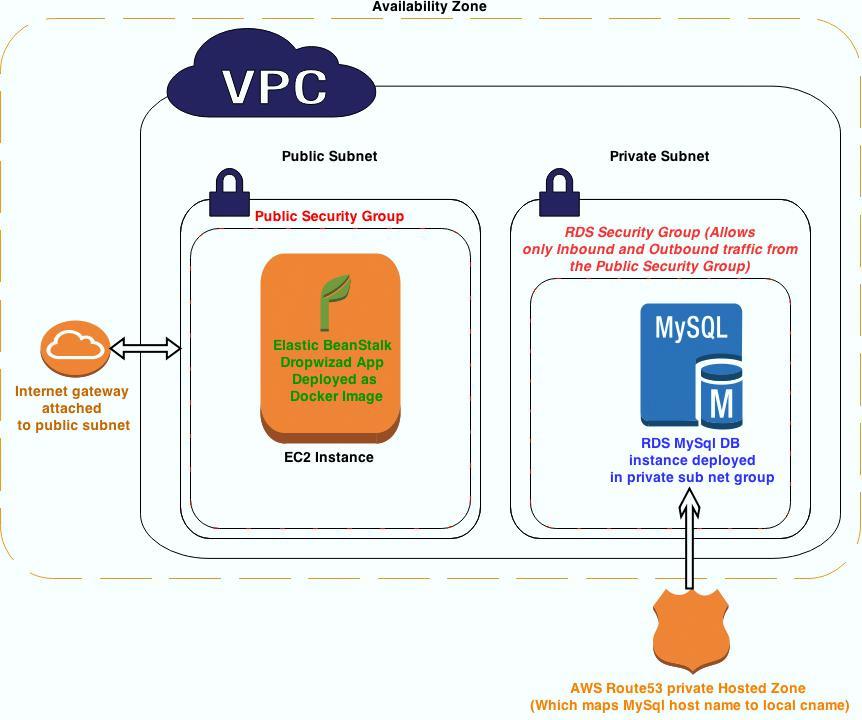 Availability Zone
VPC
Public Subnet
Private Subnet
Public Security Group
RDS Security Group (Allows
only Inbound and Outbound traffic from
the Public Security Group)
Elastic BeanStalk
Dropwizad App
Deployed as
Docker Image
EC2 Instance
MySQL
M
RDS MySql DB
instance deployed
in private sub net group
Internet gateway
attached
to public subnet
AWS Route53 private Hosted Zone
(Which maps MySql host name to local cname)